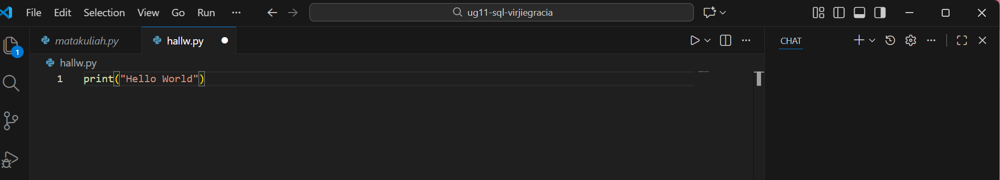 File Edit Selection View Go Run ··· ug11-sql-virjiegracia
1
matakuliah.py hallw.py CHAT
hallw.py
1 print("Hello World")